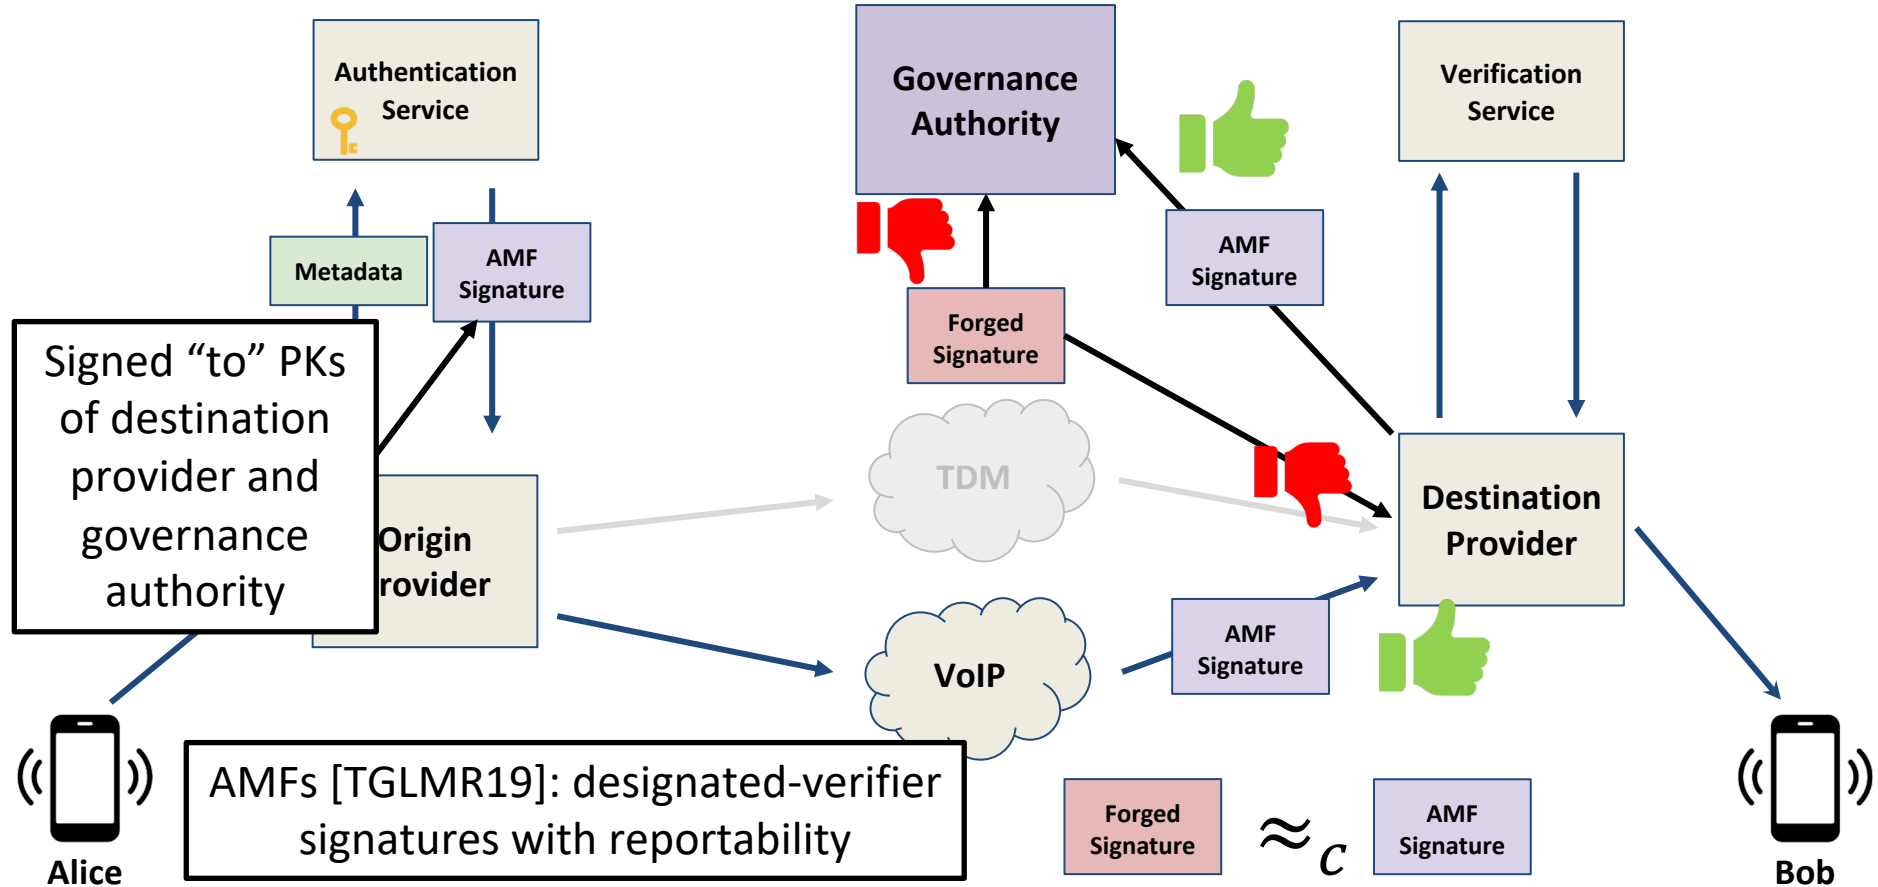 Authentication
Service
Governance
Authority
Verification
Service
Metadata
AMF
Signature
AMF
Signature
Forged
Signature
Signed “to” PKs
of destination
provider and
governance
authority
TDM
Origin
rovider
Destination
Provider
VoIP
AMF
Signature
AMFs [TGLMR19]: designated-verifier
signatures with reportability
Forged
Signature
≈c
AMF
Signature
Alice
Bob